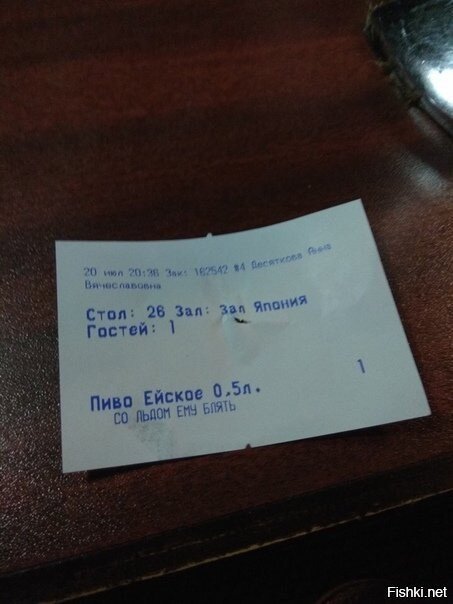 20 июл 20:36 Зак: 162542 #4 Десяткова Анна
Вячеславовна
Стол: 26 Зал: Зал Япония
Гостей: 1
1
Пиво Ейское 0,5л.
СО ЛЬДОМ ЕМУ БЛЯТЬ
Fishki.net